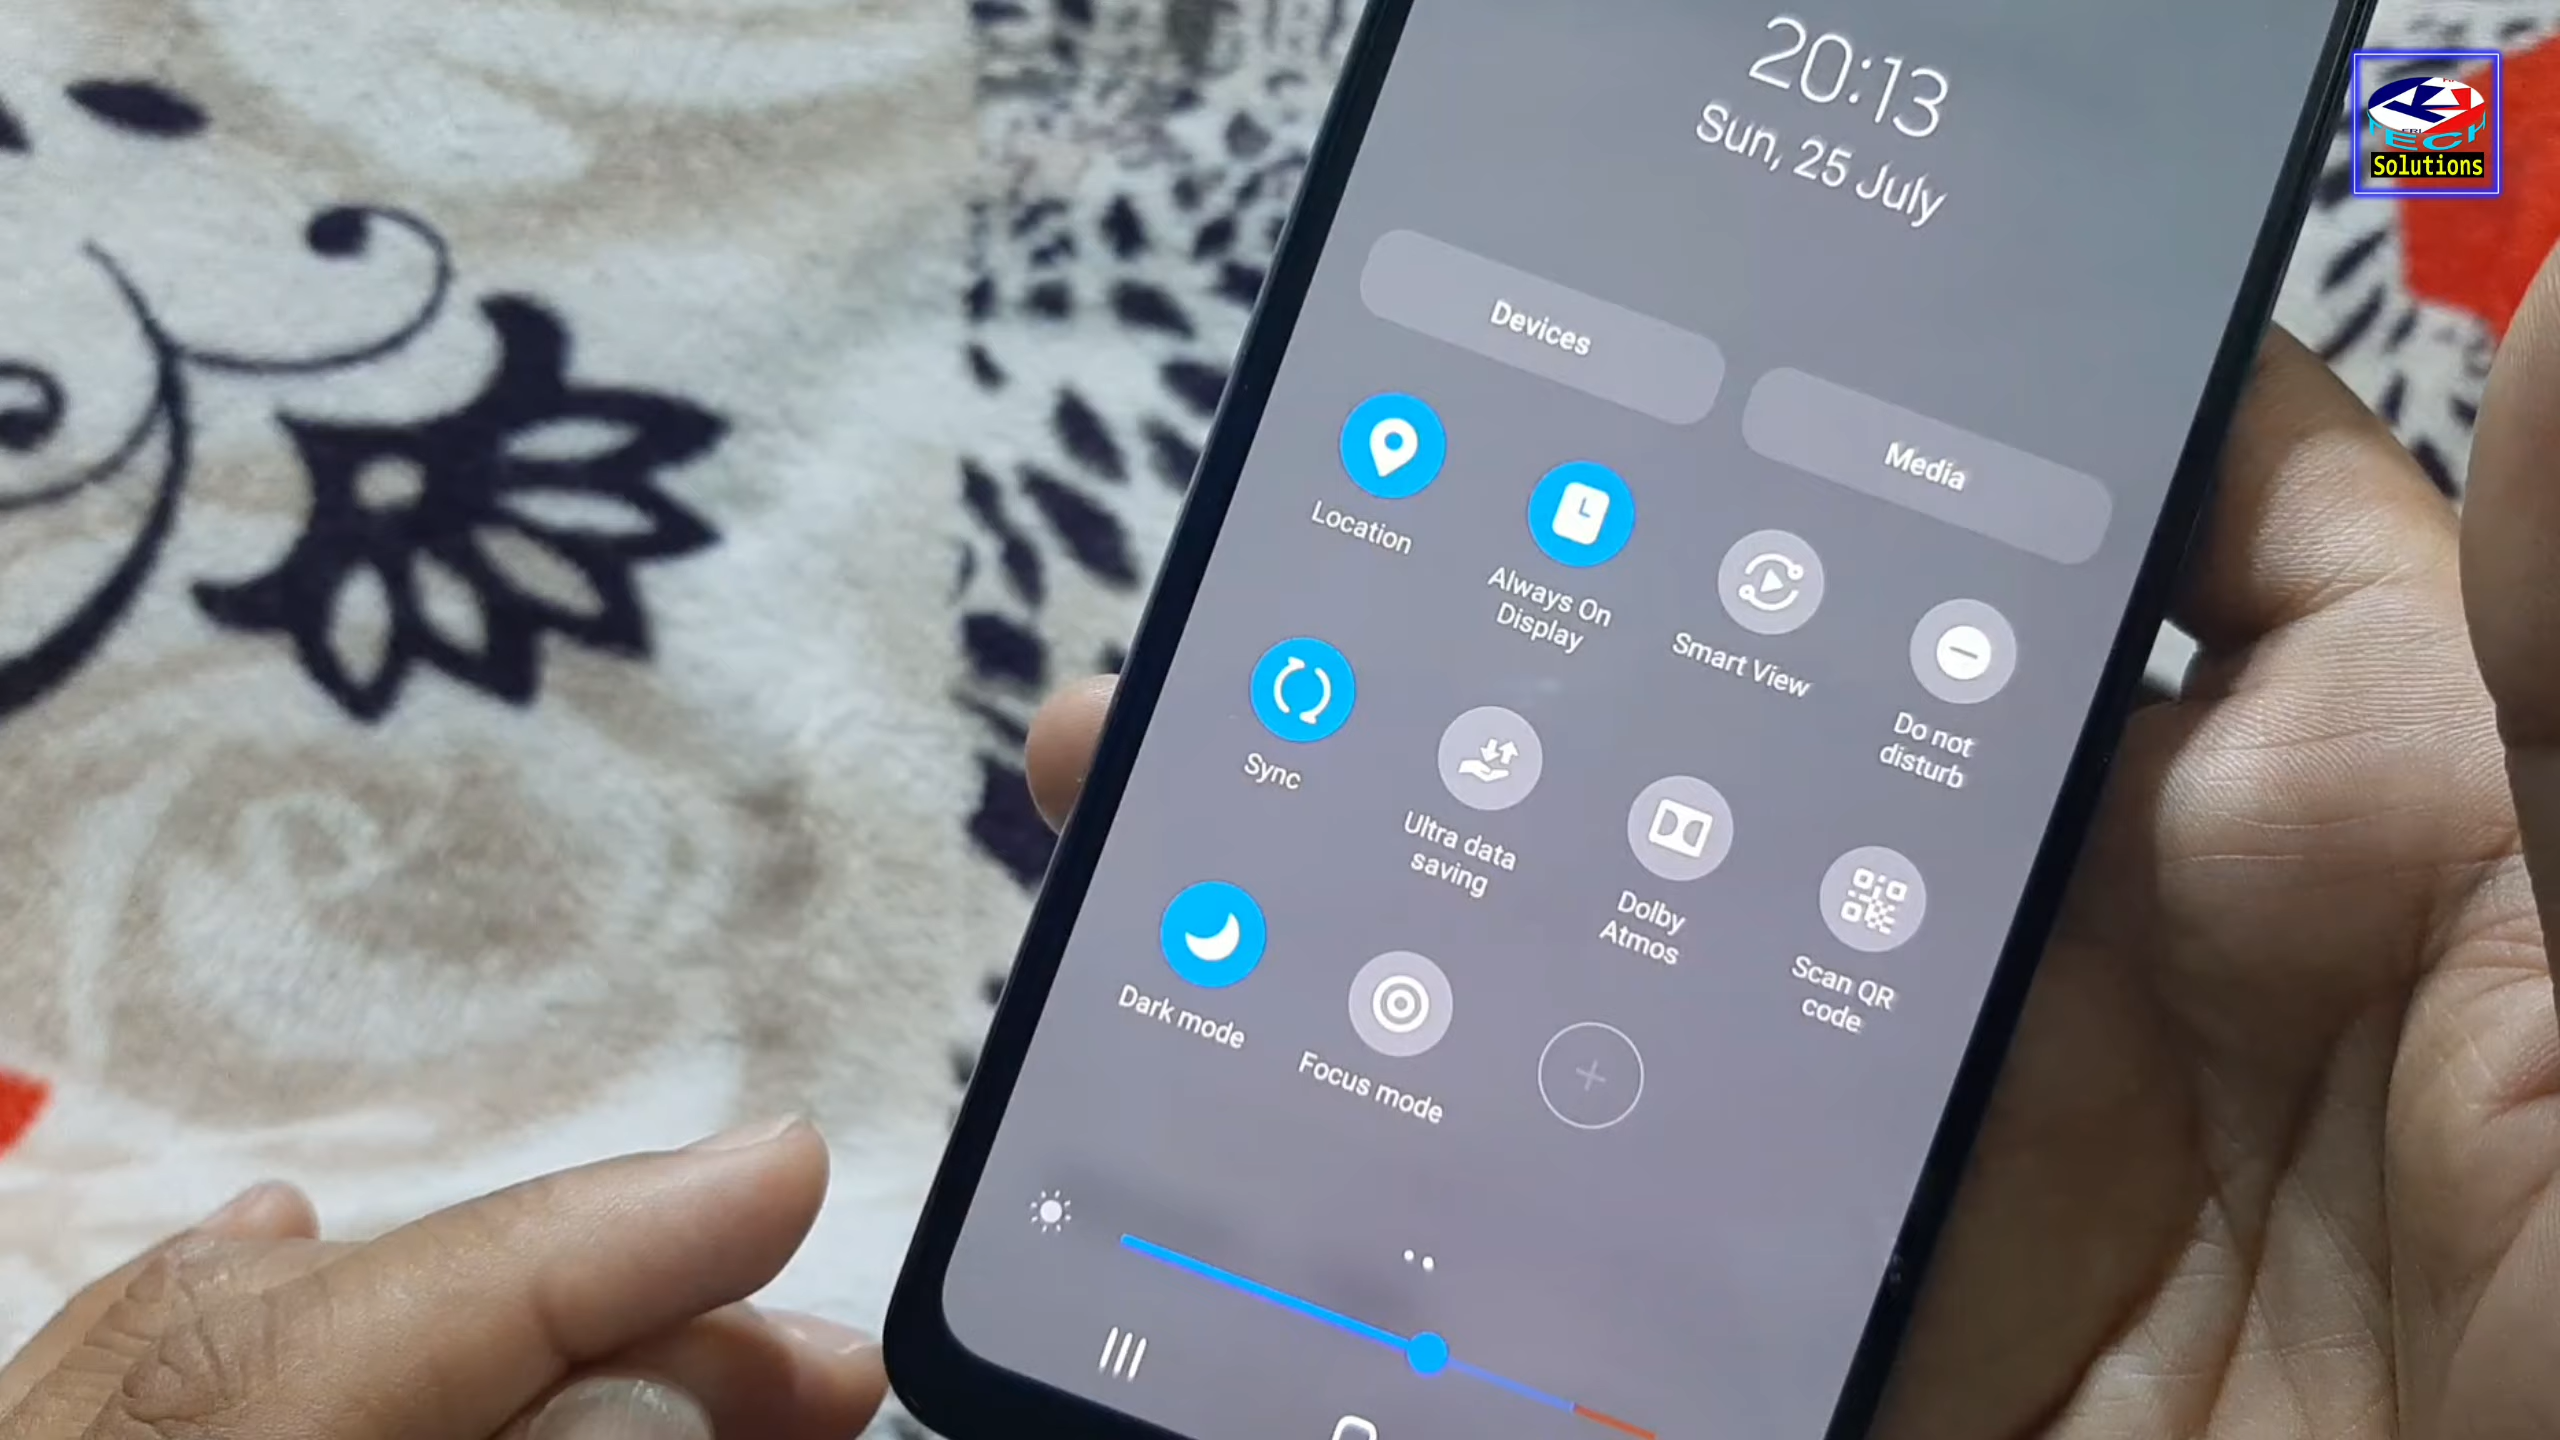 20:13
Sun, 25 July
Devices
Media
Location
Always On
Display
Smart View
Do not
disturb
Sync
Ultra data
saving
Dolby
Atmos
Scan QR
code
Dark mode
Focus mode
TECH
Solutions